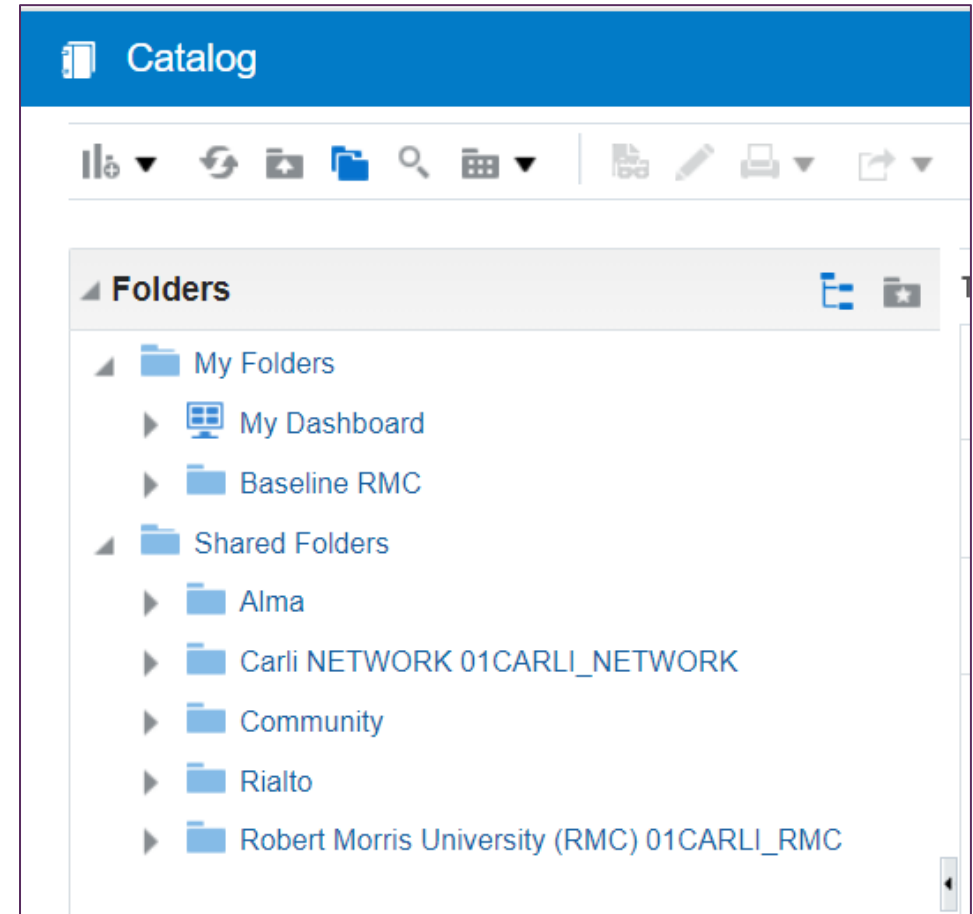 Catalog
Folders
My Folders
My Dashboard
Baseline RMC
Shared Folders
Alma
Carli NETWORK 01CARLI_NETWORK
Community
Rialto
Robert Morris University (RMC) 01CARLI_RMC